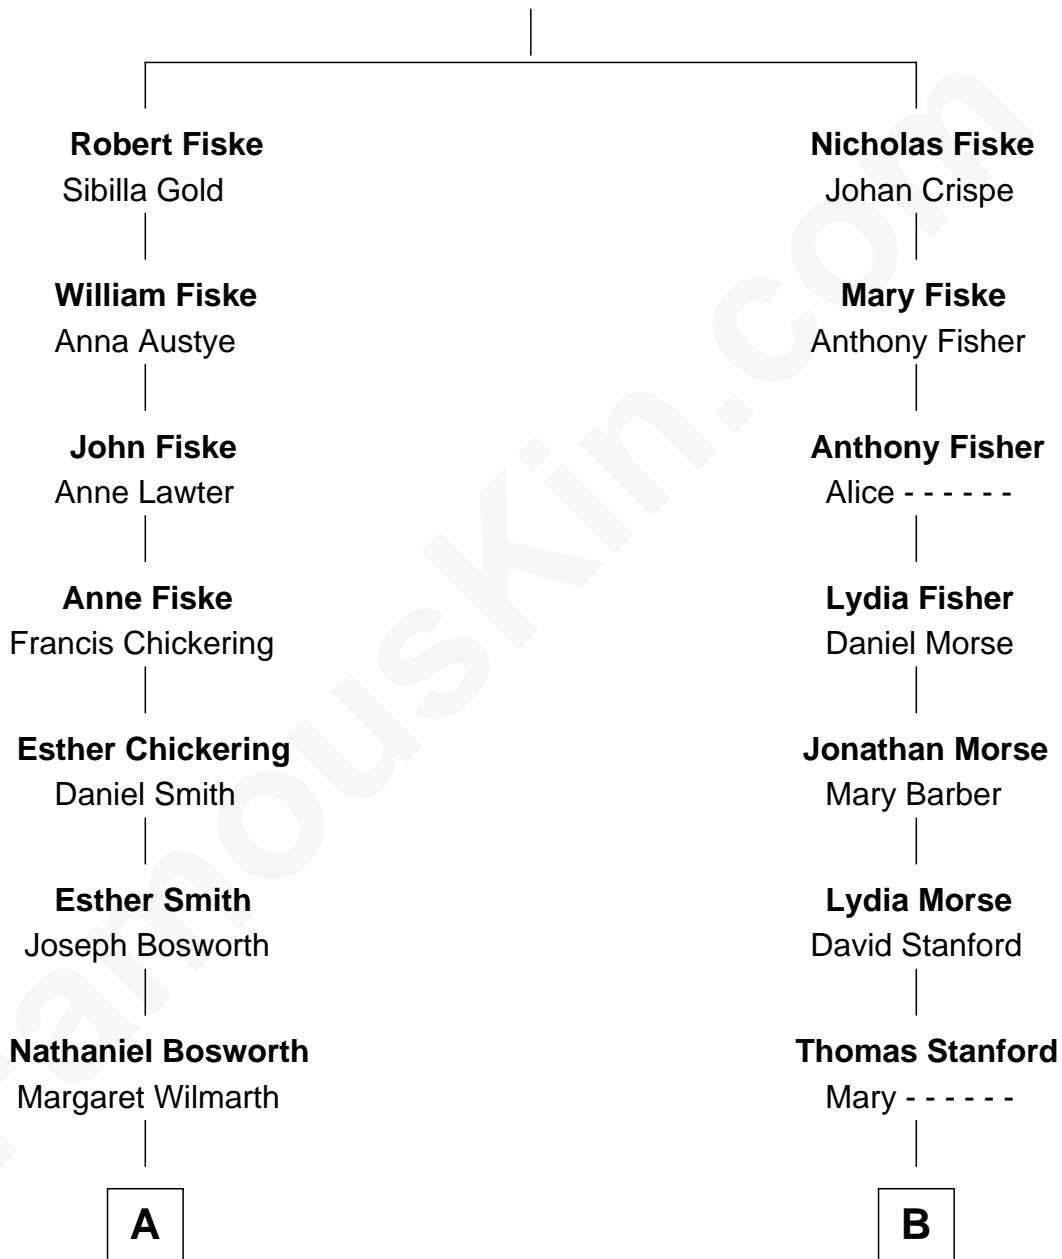 Robert Fiske
Sibilla Gold
William Fiske
Anna Austye
John Fiske
Anne Lawter
Anne Fiske
Francis Chickering
Esther Chickering
Daniel Smith
Esther Smith
Joseph Bosworth
Nathaniel Bosworth
Margaret Wilmarth
A
Nicholas Fiske
Johan Crispe
Mary Fiske
Anthony Fisher
Anthony Fisher
Alice - - - - - -
Lydia Fisher
Daniel Morse
Jonathan Morse
Mary Barber
Lydia Morse
David Stanford
Thomas Stanford
Mary - - - - - -
B
FamousKin.com